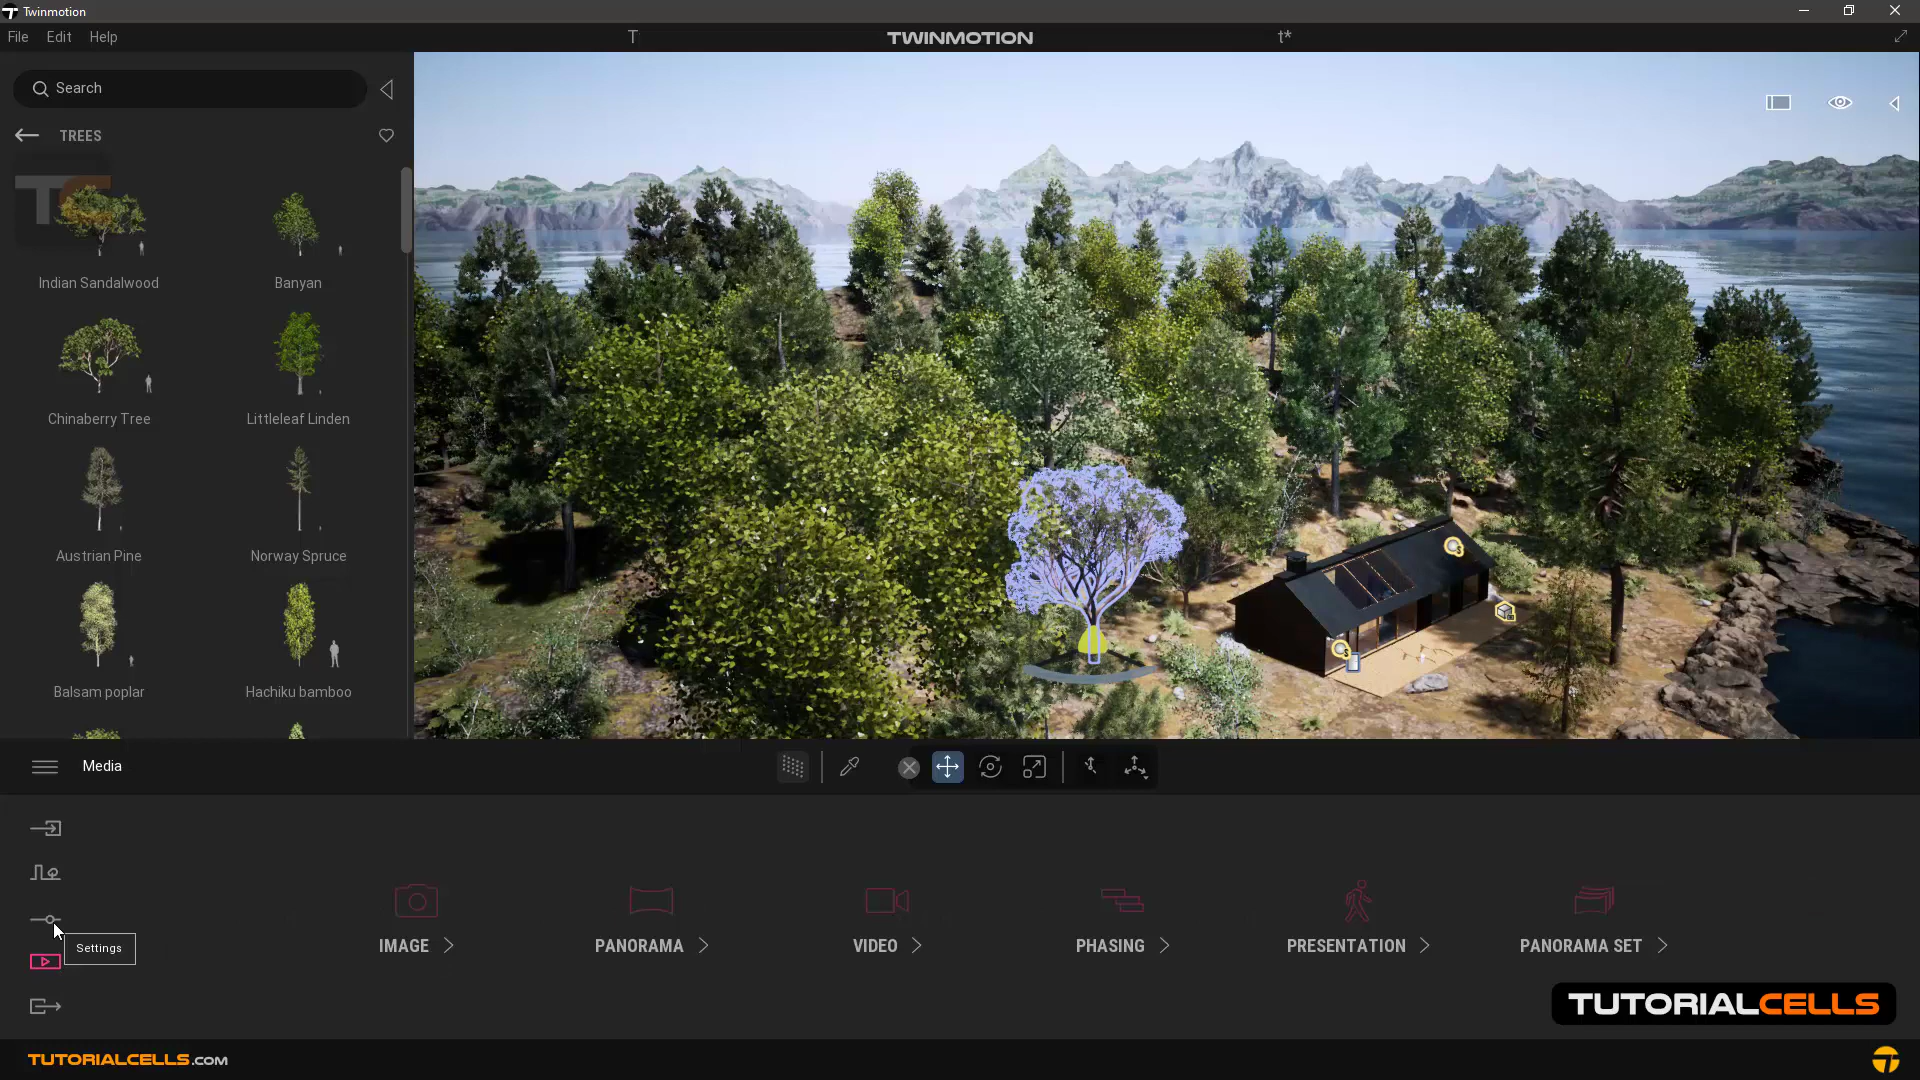 Twinmotion
File Edit Help
T TWINMOTION t*
Search
TREES
TC
Indian Sandalwood Banyan
Chinaberry Tree Littleleaf Linden
Austrian Pine Norway Spruce
Balsam poplar Hachiku bamboo
Media
Settings
IMAGE PANORAMA VIDEO PHASING PRESENTATION PANORAMA SET
TUTORIALCELLS
TUTORIALCELLS.COM